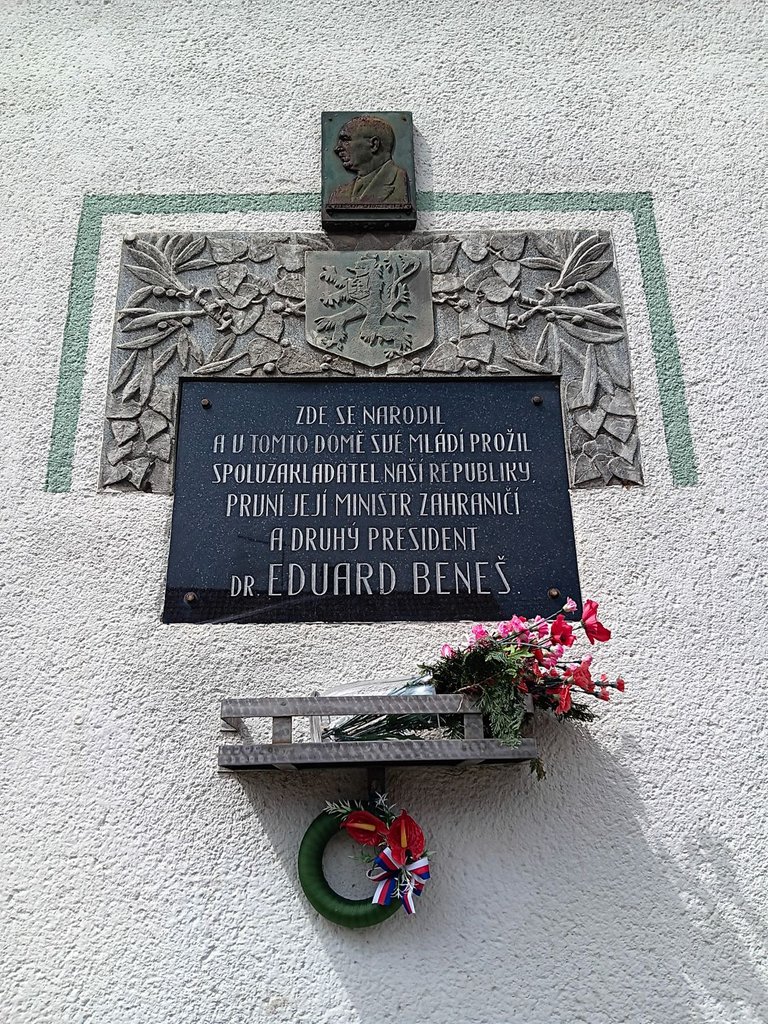 ZDE SE NARODIL
A V TOMTO DOMĚ SVÉ MLÁDÍ PROŽIL
SPOLUZAKLADATEL NAŠÍ REPUBLIKY,
PRVNÍ JEJÍ MINISTR ZAHRANIČÍ
A DRUHÝ PRESIDENT
DR. EDUARD BENEŠ.